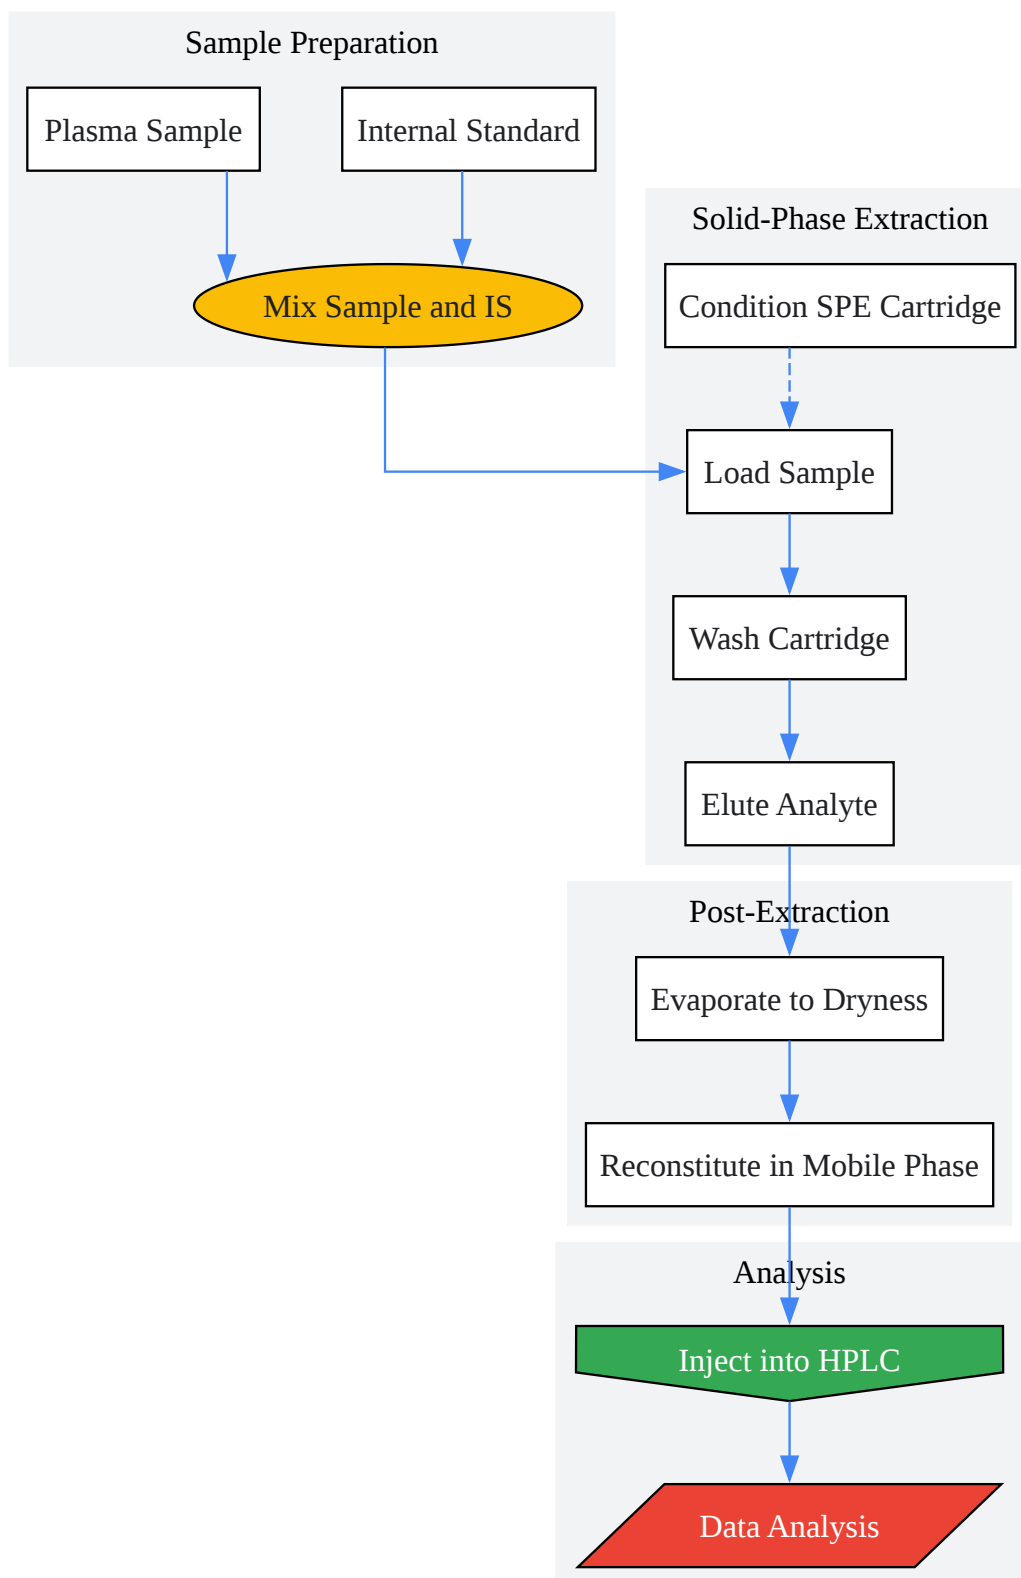 Sample Preparation
Plasma Sample
Internal Standard
Mix Sample and IS
Solid-Phase Extraction
Condition SPE Cartridge
Load Sample
Wash Cartridge
Elute Analyte
Post-Extraction
Evaporate to Dryness
Reconstitute in Mobile Phase
Analysis
Inject into HPLC
Data Analysis